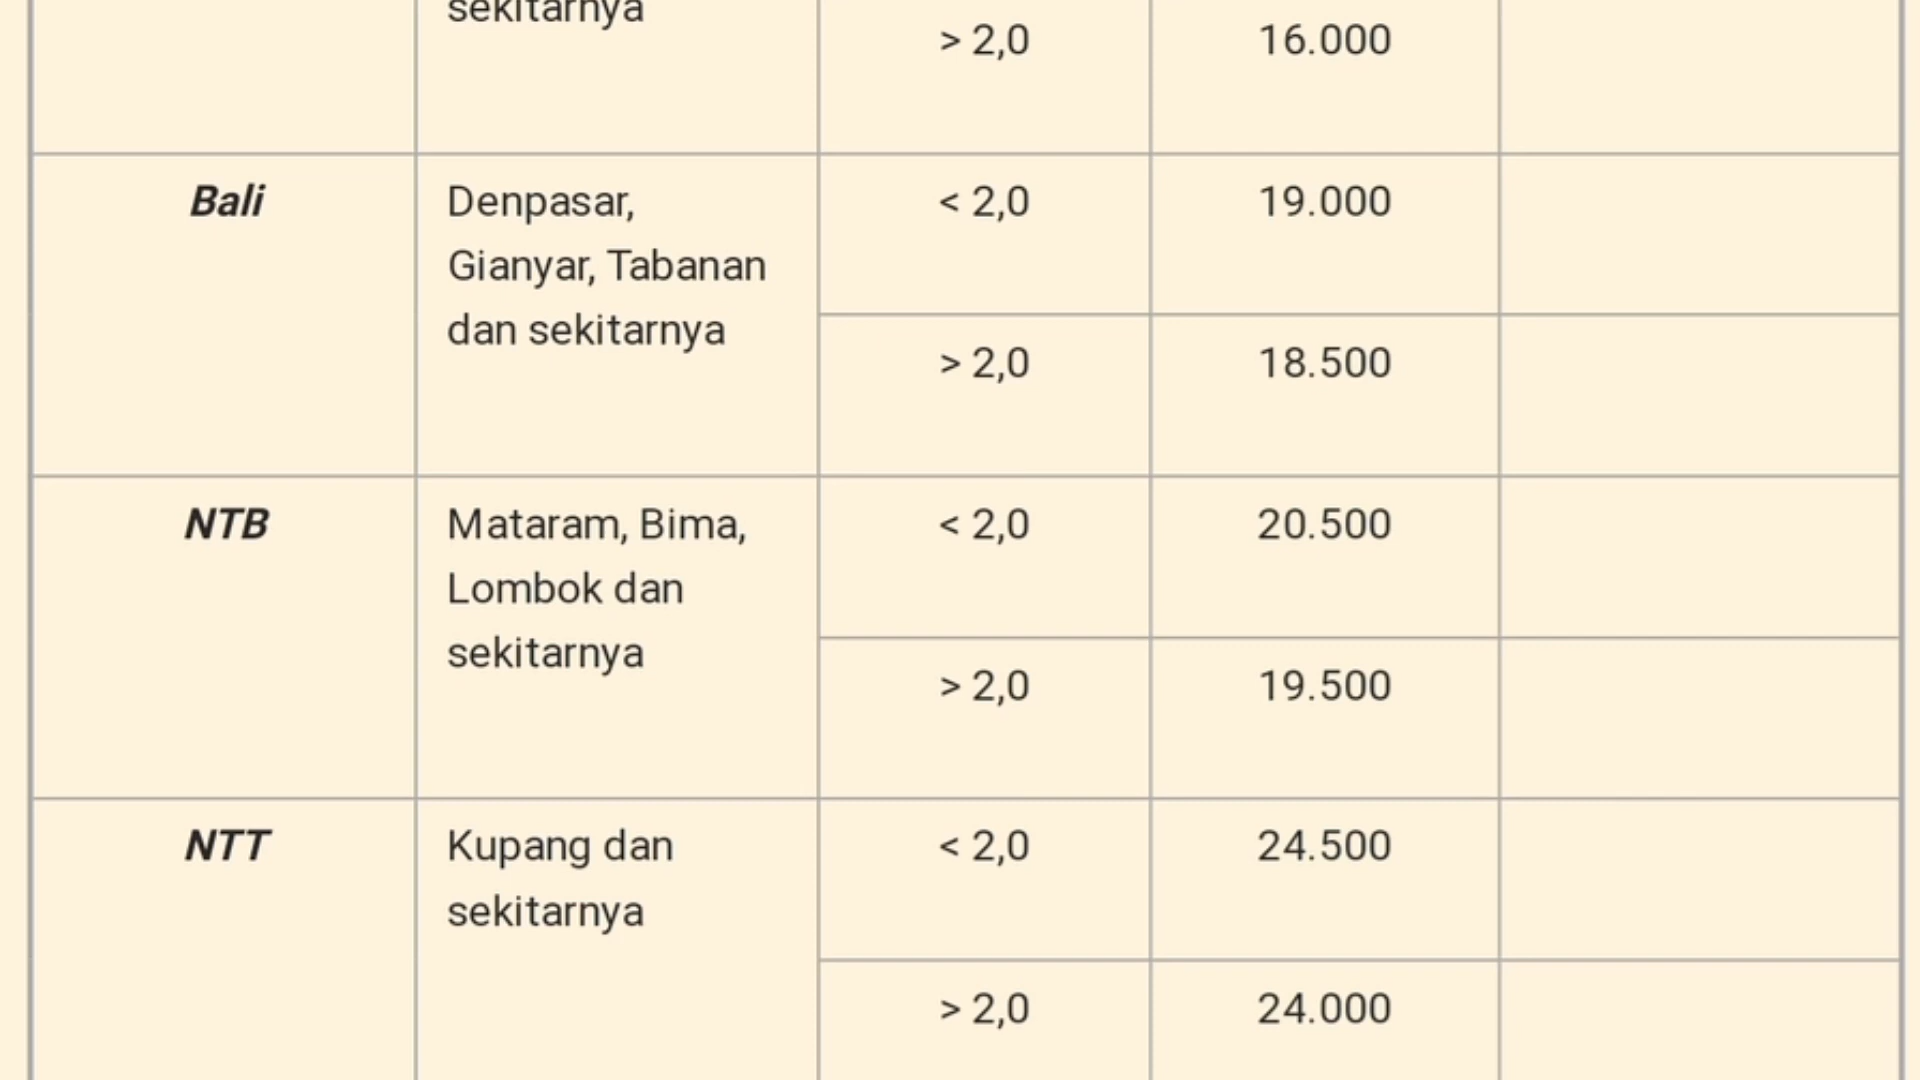 sekitarnya
> 2,0 16.000
Bali Denpasar, < 2,0 19.000
Gianyar, Tabanan
dan sekitarnya
> 2,0 18.500
NTB Mataram, Bima, < 2,0 20.500
Lombok dan
sekitarnya
> 2,0 19.500
NTT Kupang dan < 2,0 24.500
sekitarnya
> 2,0 24.000